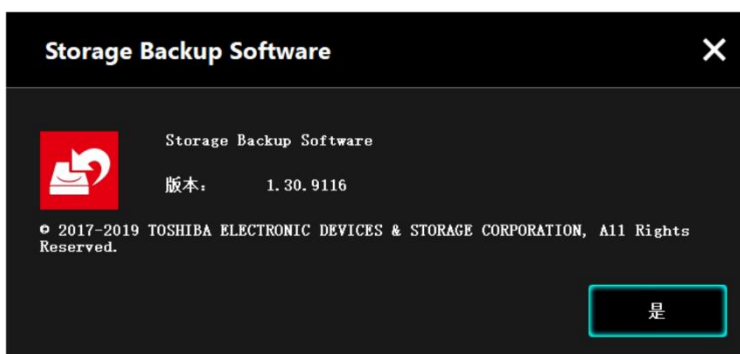 Storage Backup Software
Storage Backup Software
版本: 1.30.9116
© 2017-2019 TOSHIBA ELECTRONIC DEVICES & STORAGE CORPORATION, All Rights
Reserved.
是